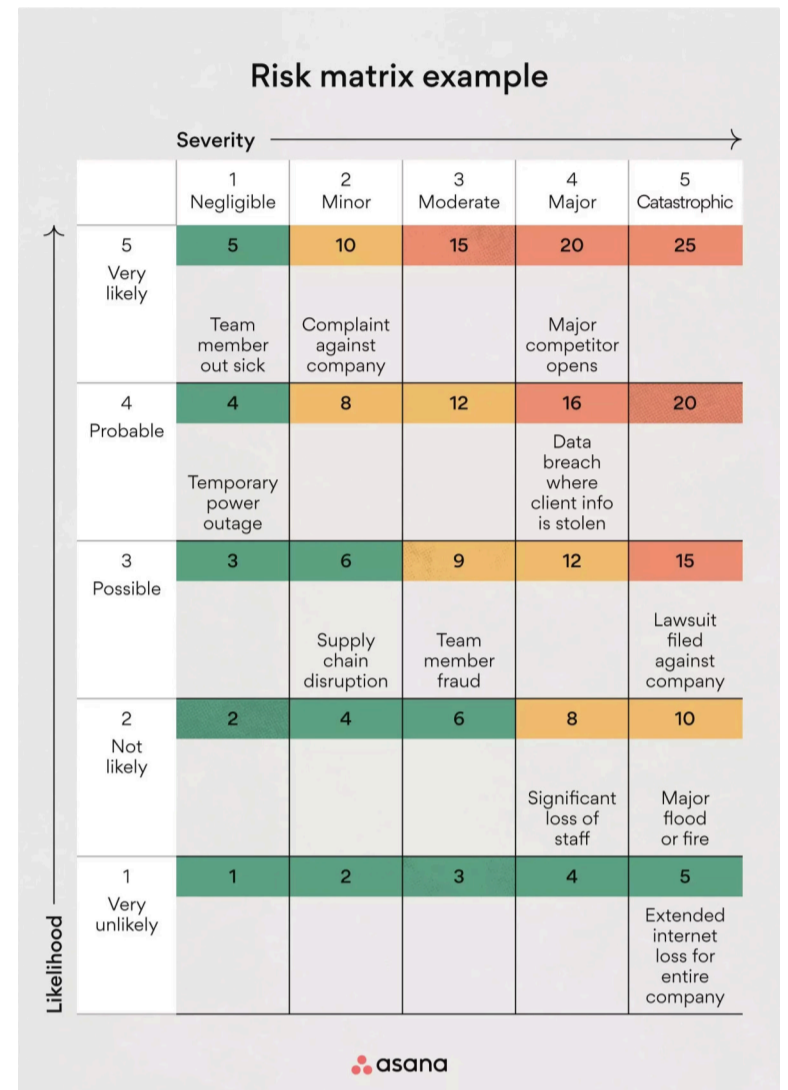 Risk matrix example
Severity
1 2 3 4 5
Negligible Minor Moderate Major Catastrophic
5 5 10 15 20 25
Very
likely
Team
member
out sick
Complaint
against
company
Major
competitor
opens
4 4 8 12 16 20
Probable
Temporary
power
outage
Data
breach
where
client info
is stolen
3 3 6 9 12 15
Possible
Supply
chain
disruption
Team
member
fraud
Lawsuit
filed
against
company
2 2 4 6 8 10
Not
likely
Significant
loss of
staff
Major
flood
or fire
1 1 2 3 4 5
Very
unlikely
Extended
internet
loss for
entire
company
Likelihood
asana